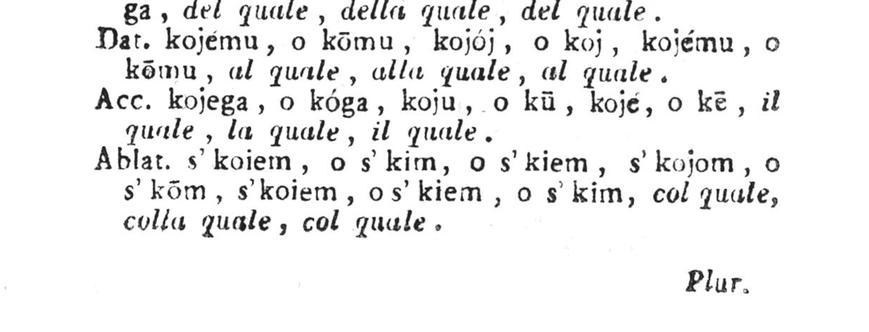 ga, del quale, della quale, del quale.
Dat. kojému, o kōmu, kojój, o koj, kojému, o
kōmu, al quale, alla quale, al quale.
Acc. kojega, o kóga, koju, o kū, kojé, o kē, il
quale, la quale, il quale.
Ablat. s' koiem, o s' kim, o s' kiem, s' kojom, o
s' kōm, s' koiem, o s' kiem, o s' kim, col quale,
colla quale, col quale.
Plur.